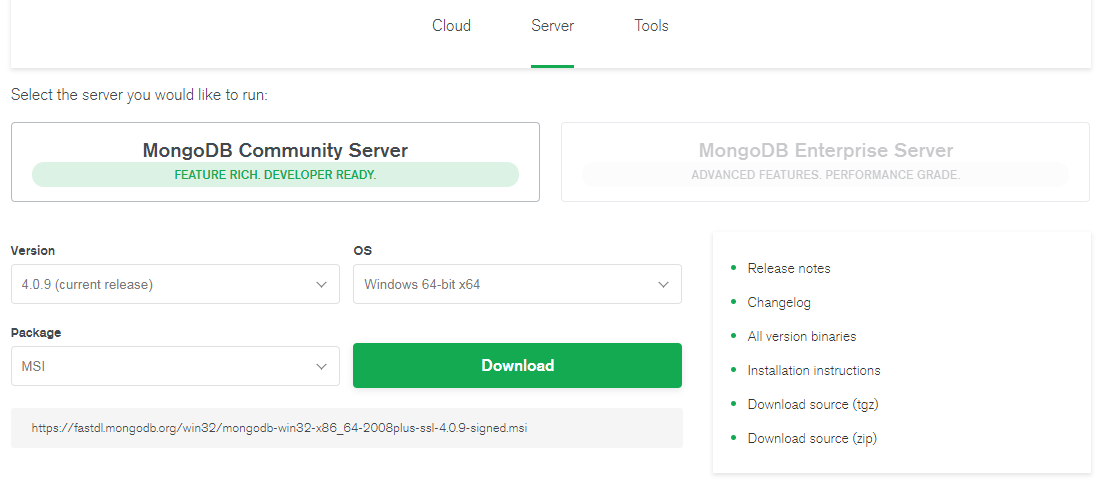 Cloud Server Tools
Select the server you would like to run:
MongoDB Community Server
FEATURE RICH. DEVELOPER READY.
MongoDB Enterprise Server
ADVANCED FEATURES. PERFORMANCE GRADE.
Version
4.0.9 (current release)
OS
Windows 64-bit x64
Package
MSI
Download
https://fastdl.mongodb.org/win32/mongodb-win32-x86_64-2008plus-ssl-4.0.9-signed.msi
Release notes
Changelog
All version binaries
Installation instructions
Download source (tgz)
Download source (zip)